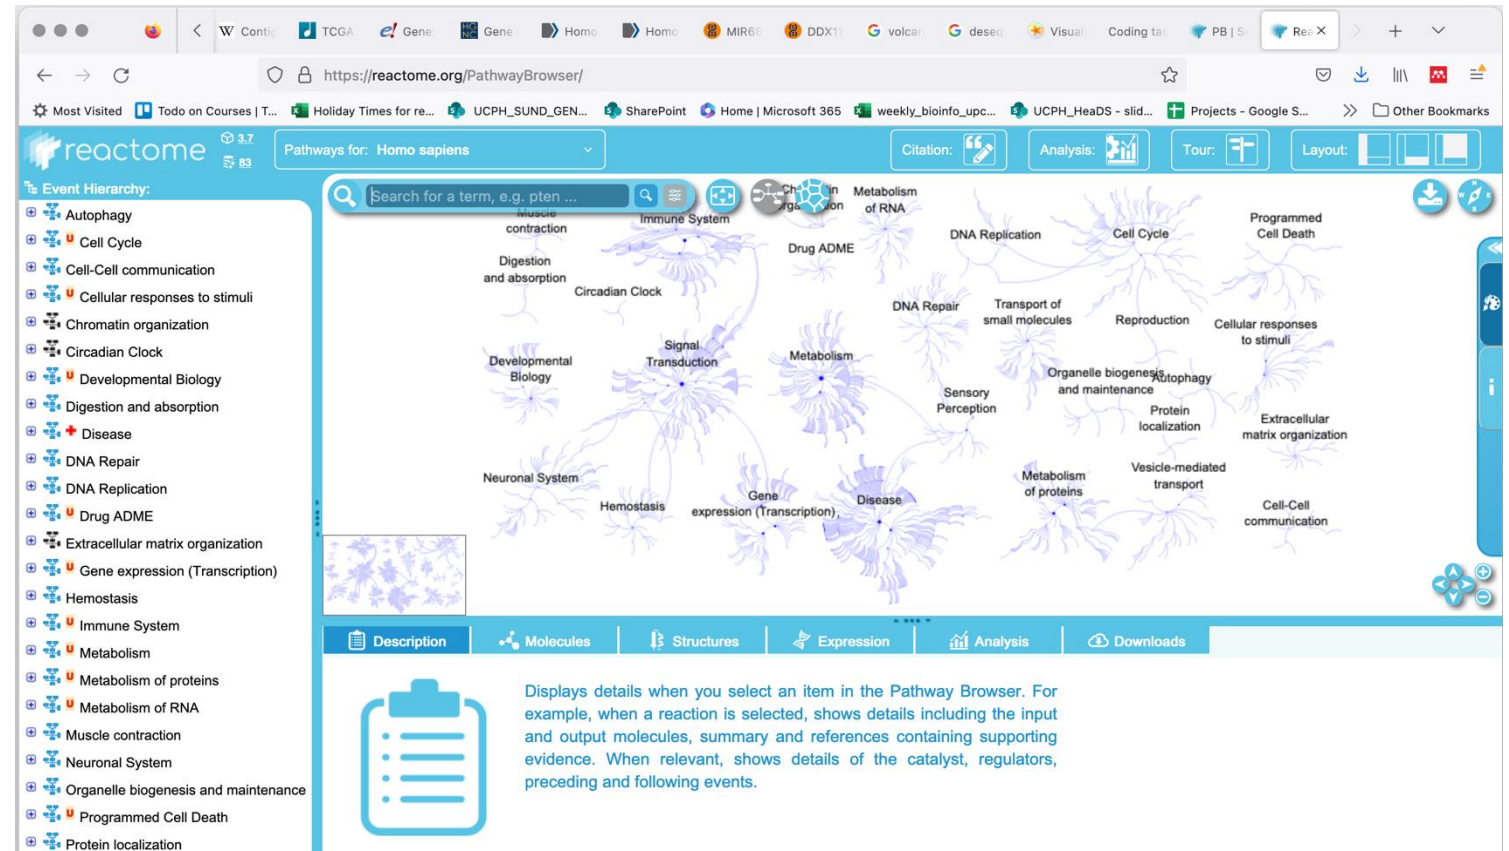 W Contig
TCGA
e! Gene:
HG NC Gene
Homo
Homo
MIR68
DDX11
G volcan
G deseq
Visual
Coding tas
PB | S
Rea ×
https://reactome.org/PathwayBrowser/
Most Visited
Todo on Courses | T...
Holiday Times for re...
UCPH_SUND_GEN...
SharePoint
Home | Microsoft 365
weekly_bioinfo_upc...
UCPH_HeaDS - slid...
Projects - Google S...
Other Bookmarks
reactome
3.7
83
Pathways for: Homo sapiens
Citation:
Analysis:
Tour:
Layout:
Event Hierarchy:
Autophagy
U Cell Cycle
Cell-Cell communication
U Cellular responses to stimuli
Chromatin organization
Circadian Clock
U Developmental Biology
Digestion and absorption
Disease
DNA Repair
DNA Replication
U Drug ADME
Extracellular matrix organization
U Gene expression (Transcription)
Hemostasis
U Immune System
U Metabolism
U Metabolism of proteins
U Metabolism of RNA
Muscle contraction
Neuronal System
Organelle biogenesis and maintenance
U Programmed Cell Death
Protein localization
Search for a term, e.g. pten ...
Muscle
contraction
Immune System
Metabolism
of RNA
Drug ADME
DNA Replication
Cell Cycle
Programmed
Cell Death
Digestion
and absorption
Circadian Clock
DNA Repair
Transport of
small molecules
Reproduction
Cellular responses
to stimuli
Developmental
Biology
Signal
Transduction
Metabolism
Organelle biogenesis
and maintenance
Autophagy
Sensory
Perception
Protein
localization
Extracellular
matrix organization
Neuronal System
Hemostasis
Gene
expression (Transcription)
Disease
Metabolism
of proteins
Vesicle-mediated
transport
Cell-Cell
communication
Description
Molecules
Structures
Expression
Analysis
Downloads
Displays details when you select an item in the Pathway Browser. For
example, when a reaction is selected, shows details including the input
and output molecules, summary and references containing supporting
evidence. When relevant, shows details of the catalyst, regulators,
preceding and following events.